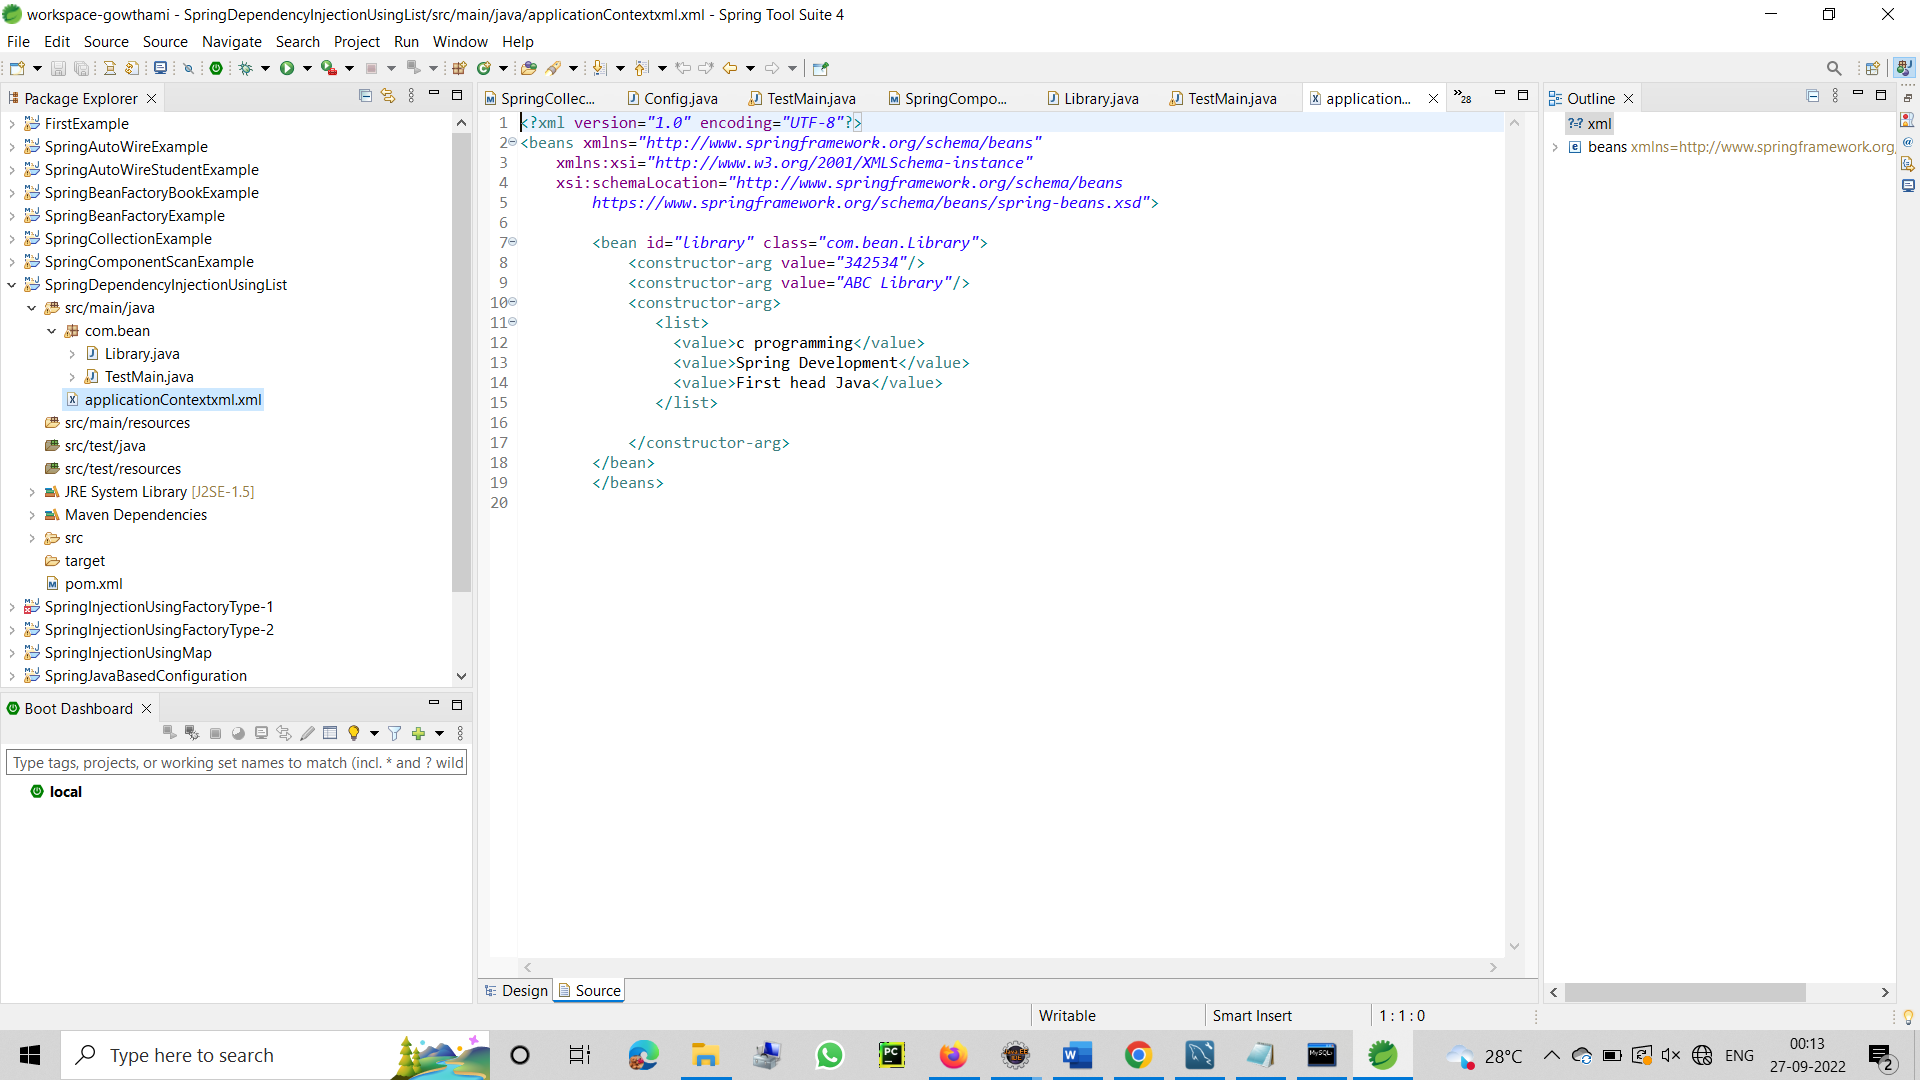 workspace-gowthami - SpringDependencyInjectionUsingList/src/main/java/applicationContextxml.xml - Spring Tool Suite 4
File Edit Source Source Navigate Search Project Run Window Help
Package Explorer
FirstExample
SpringAutoWireExample
SpringAutoWireStudentExample
SpringBeanFactoryBookExample
SpringBeanFactoryExample
SpringCollectionExample
SpringComponentScanExample
SpringDependencyInjectionUsingList
src/main/java
com.bean
Library.java
TestMain.java
applicationContextxml.xml
src/main/resources
src/test/java
src/test/resources
JRE System Library [J2SE-1.5]
Maven Dependencies
src
target
pom.xml
SpringInjectionUsingFactoryType-1
SpringInjectionUsingFactoryType-2
SpringInjectionUsingMap
SpringJavaBasedConfiguration
Boot Dashboard
Type tags, projects, or working set names to match (incl. * and ? wild
local
SpringCollec... Config.java TestMain.java SpringCompo... Library.java TestMain.java application... »28
1 <?xml version="1.0" encoding="UTF-8"?>
2 <beans xmlns="http://www.springframework.org/schema/beans"
3 xmlns:xsi="http://www.w3.org/2001/XMLSchema-instance"
4 xsi:schemaLocation="http://www.springframework.org/schema/beans
5 https://www.springframework.org/schema/beans/spring-beans.xsd">
6
7 <bean id="library" class="com.bean.Library">
8 <constructor-arg value="342534"/>
9 <constructor-arg value="ABC Library"/>
10 <constructor-arg>
11 <list>
12 <value>c programming</value>
13 <value>Spring Development</value>
14 <value>First head Java</value>
15 </list>
16
17 </constructor-arg>
18 </bean>
19 </beans>
20
Design Source
Outline
?=? xml
e beans xmlns=http://www.springframework.org
Writable Smart Insert 1 : 1 : 0
Type here to search
PC
Java EE IDE
W
MySQL
28°C ENG
00:13
27-09-2022
2